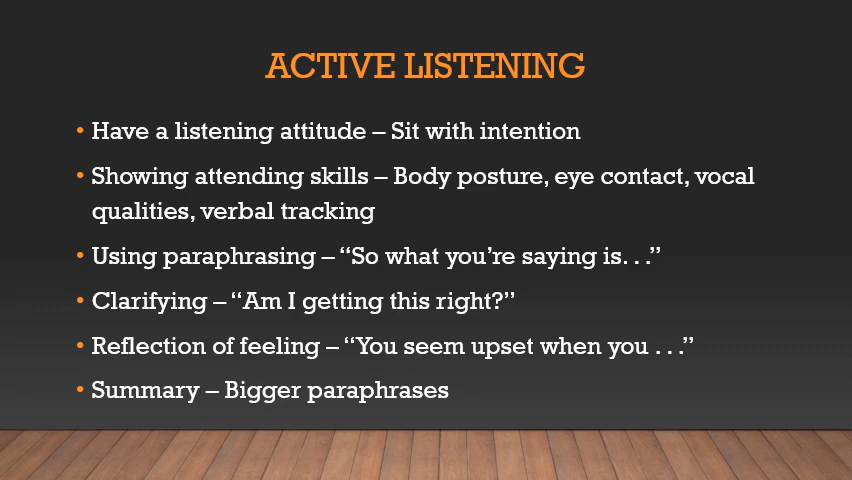 ACTIVE LISTENING
• Have a listening attitude – Sit with intention
• Showing attending skills – Body posture, eye contact, vocal
qualities, verbal tracking
• Using paraphrasing – “So what you’re saying is. . .”
• Clarifying – “Am I getting this right?”
• Reflection of feeling – “You seem upset when you . . .”
• Summary – Bigger paraphrases